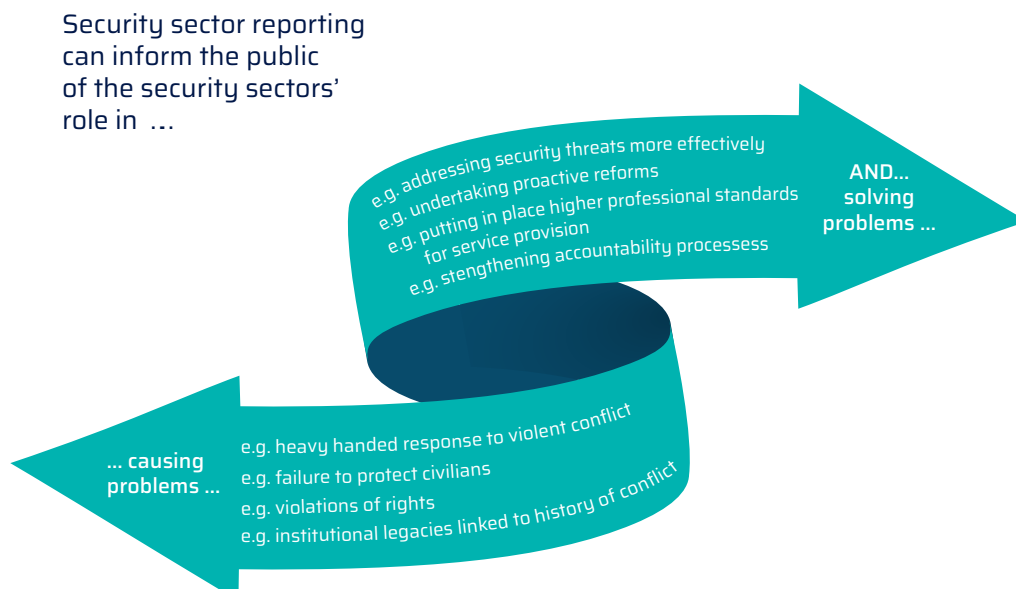 Security sector reporting
can inform the public
of the security sectors’
role in ...
e.g. addressing security threats more effectively
e.g. undertaking proactive reforms
e.g. putting in place higher professional standards
for service provision
e.g. stengthening accountability processess
AND...
solving
problems ...
... causing
problems ...
e.g. heavy handed response to violent conflict
e.g. failure to protect civilians
e.g. violations of rights
e.g. institutional legacies linked to history of conflict